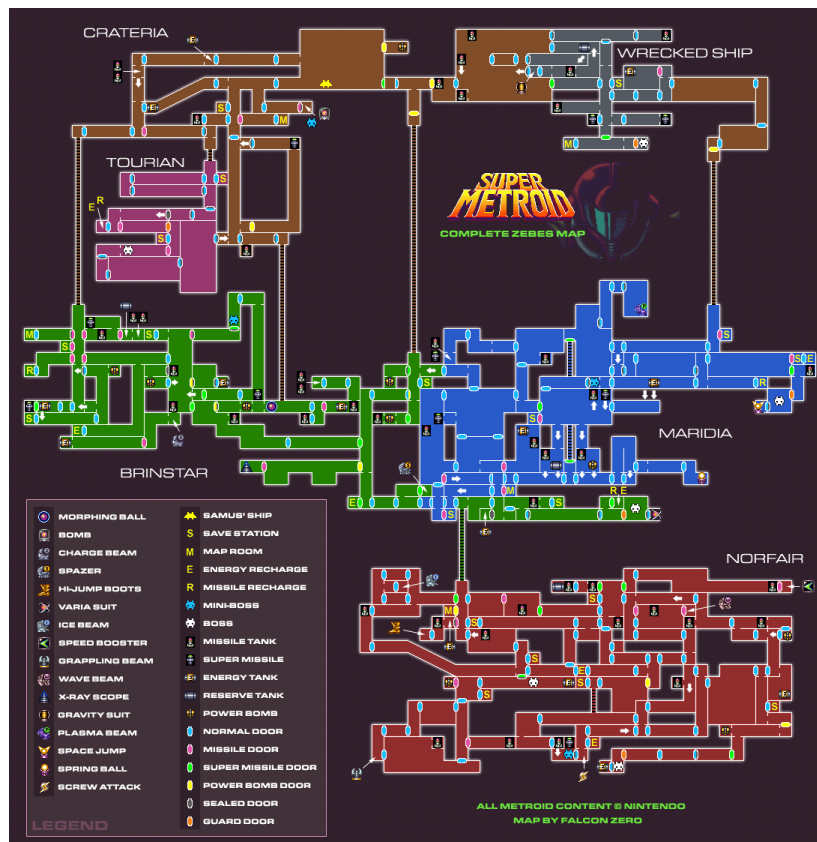 CRATERIA
WRECKED SHIP
TOURIAN
SUPER
METROID
COMPLETE ZEBES MAP
BRINSTAR
MARIDIA
NORFAIR
MORPHING BALL
BOMB
CHARGE BEAM
SPAZER
HI-JUMP BOOTS
VARIA SUIT
ICE BEAM
SPEED BOOSTER
GRAPPLING BEAM
WAVE BEAM
X-RAY SCOPE
GRAVITY SUIT
PLASMA BEAM
SPACE JUMP
SPRING BALL
SCREW ATTACK
SAMUS' SHIP
S SAVE STATION
M MAP ROOM
E ENERGY RECHARGE
R MISSILE RECHARGE
MINI-BOSS
BOSS
MISSILE TANK
SUPER MISSILE
ENERGY TANK
RESERVE TANK
POWER BOMB
NORMAL DOOR
MISSILE DOOR
SUPER MISSILE DOOR
POWER BOMB DOOR
SEALED DOOR
GUARD DOOR
LEGEND
ALL METROID CONTENT © NINTENDO
MAP BY FALCON ZERO